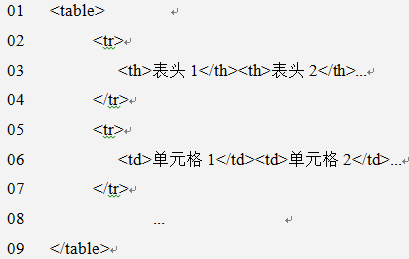 01 <table>
02 <tr>
03 <th>表头 1</th><th>表头 2</th>...
04 </tr>
05 <tr>
06 <td>单元格 1</td><td>单元格 2</td>...
07 </tr>
08 ...
09 </table>